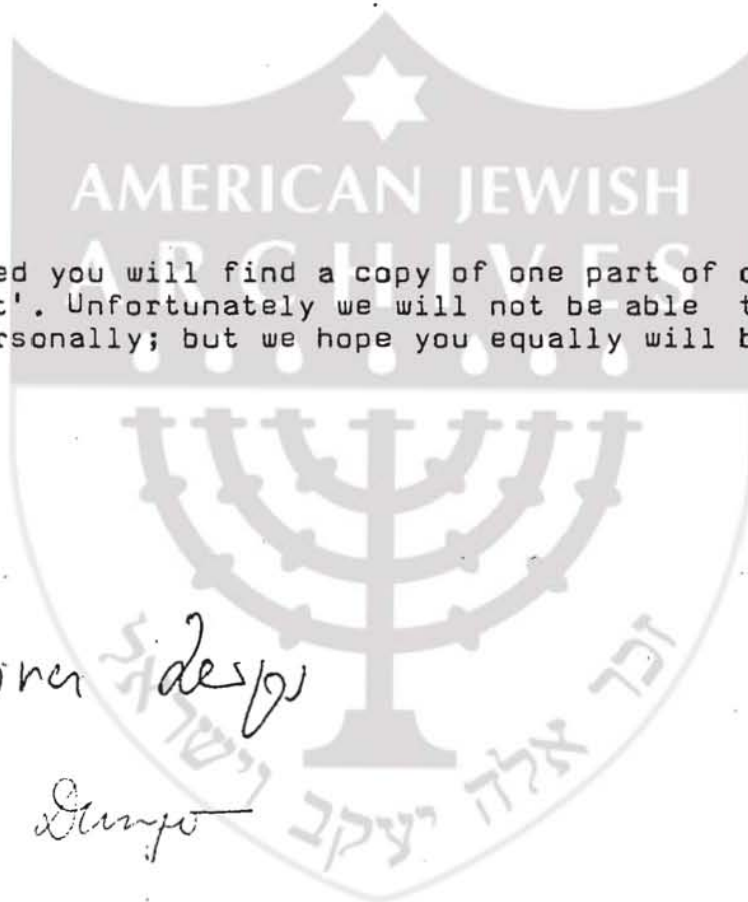 AMERICAN JEWISH
ARCHIVES
ed you will find a copy of one part of
t'. Unfortunately we will not be able t
rsonally; but we hope you equally will b
זכר אלה יעקב וישראל